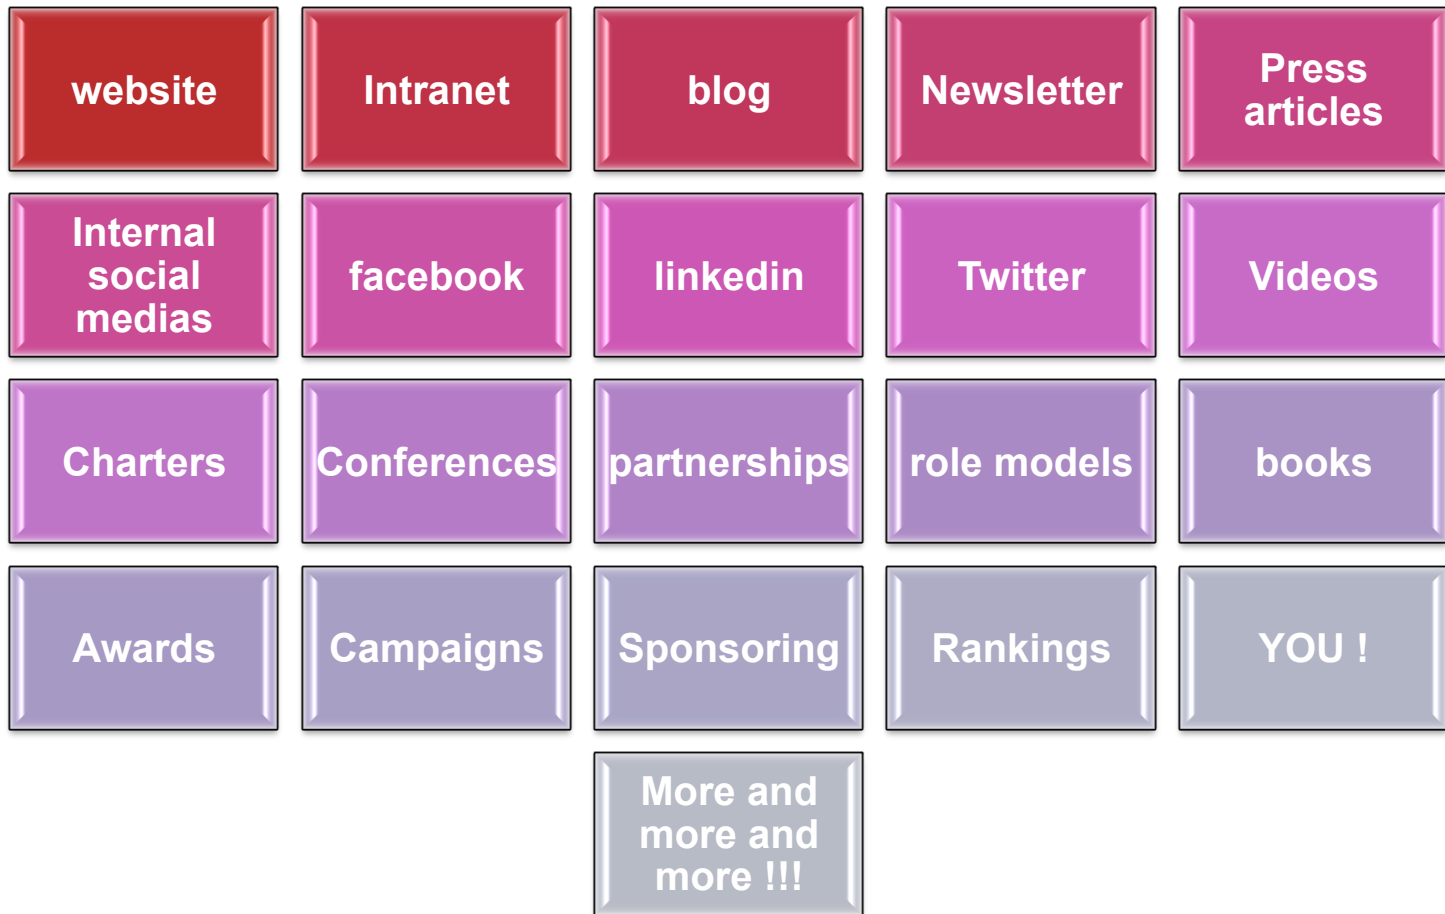 website
Intranet
blog
Newsletter
Press
articles
Internal
social
medias
facebook
linkedin
Twitter
Videos
Charters
Conferences
partnerships
role models
books
Awards
Campaigns
Sponsoring
Rankings
YOU !
More and
more and
more !!!